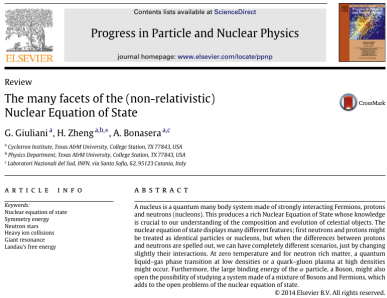 Contents lists available at ScienceDirect
Progress in Particle and Nuclear Physics
journal homepage: www.elsevier.com/locate/ppnp
ELSEVIER
Review
The many facets of the (non-relativistic)
Nuclear Equation of State
CrossMark
G. Giuliani a, H. Zheng a,b,*, A. Bonasera a,c
a Cyclotron Institute, Texas A&M University, College Station, TX 77843, USA
b Physics Department, Texas A&M University, College Station, TX 77843, USA
c Laboratori Nazionali del Sud, INFN, via Santa Sofia, 62, 95123 Catania, Italy
ARTICLE INFO
Keywords:
Nuclear equation of state
Symmetry energy
Neutron stars
Heavy ion collisions
Giant resonance
Landau's free energy
ABSTRACT
A nucleus is a quantum many body system made of strongly interacting Fermions, protons
and neutrons (nucleons). This produces a rich Nuclear Equation of State whose knowledge
is crucial to our understanding of the composition and evolution of celestial objects. The
nuclear equation of state displays many different features; first neutrons and protons might
be treated as identical particles or nucleons, but when the differences between protons
and neutrons are spelled out, we can have completely different scenarios, just by changing
slightly their interactions. At zero temperature and for neutron rich matter, a quantum
liquid–gas phase transition at low densities or a quark–gluon plasma at high densities
might occur. Furthermore, the large binding energy of the α particle, a Boson, might also
open the possibility of studying a system made of a mixture of Bosons and Fermions, which
adds to the open problems of the nuclear equation of state.
© 2014 Elsevier B.V. All rights reserved.